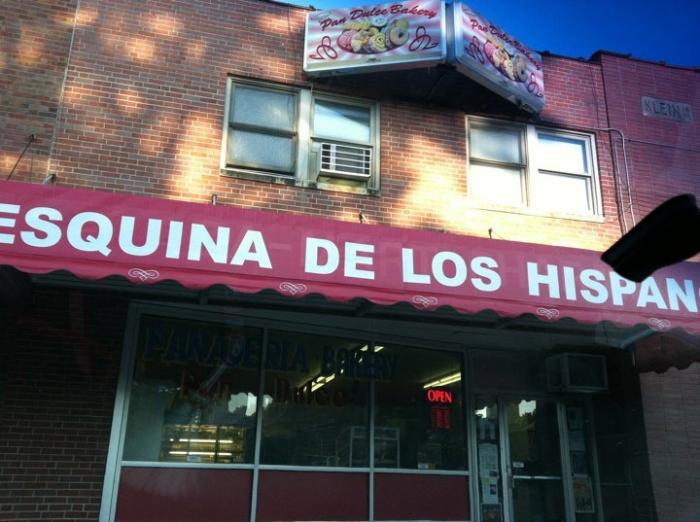 Pan Dulce Bakery
Pan Dulce Bakery
KLEIN
ESQUINA DE LOS HISPAN
PANADERIA BAKERY
Pan Dulce
OPEN